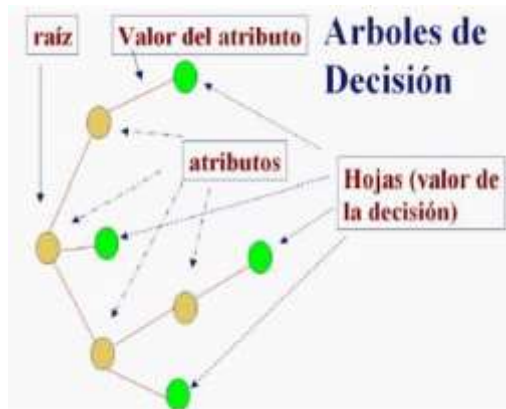 raíz
Valor del atributo
Arboles de
Decisión
atributos
Hojas (valor de
la decisión)